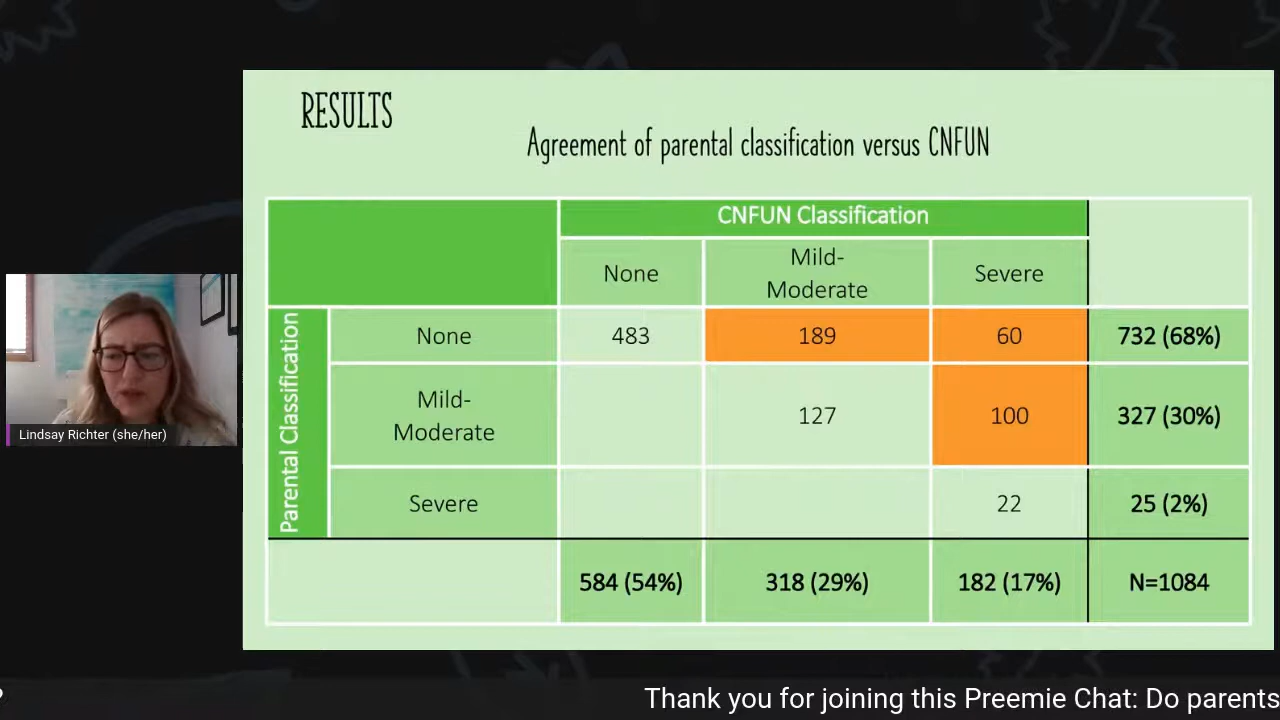 RESULTS
Agreement of parental classification versus CNFUN
CNFUN Classification
None
Mild-
Moderate
Severe
Parental Classification
None
483
189
60
732 (68%)
Mild-
Moderate
127
100
327 (30%)
Severe
22
25 (2%)
584 (54%)
318 (29%)
182 (17%)
N=1084
Lindsay Richter (she/her)
Thank you for joining this Preemie Chat: Do parents